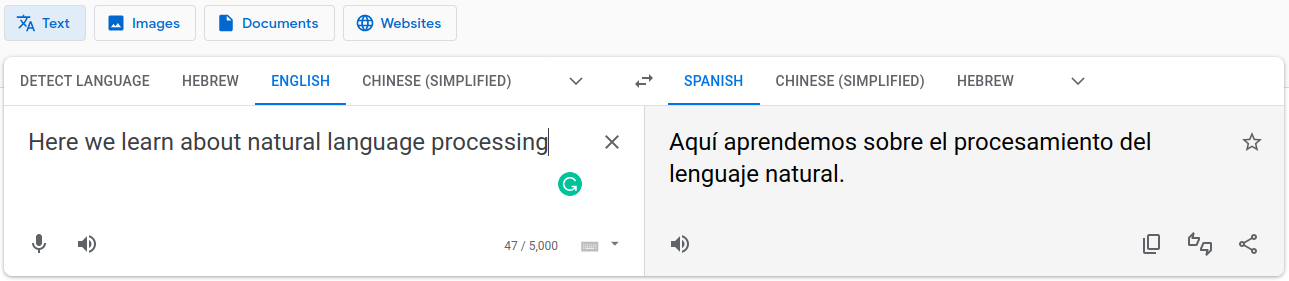 Text Images Documents Websites
DETECT LANGUAGE HEBREW ENGLISH CHINESE (SIMPLIFIED) SPANISH CHINESE (SIMPLIFIED) HEBREW
Here we learn about natural language processing
Aquí aprendemos sobre el procesamiento del
lenguaje natural.
47 / 5,000